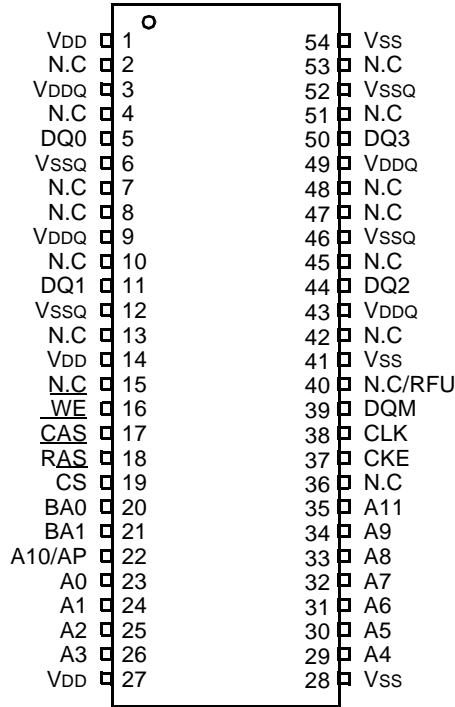 VDD 1 54 VSS
N.C 2 53 N.C
VDDQ 3 52 VSSQ
N.C 4 51 N.C
DQ0 5 50 DQ3
VSSQ 6 49 VDDQ
N.C 7 48 N.C
N.C 8 47 N.C
VDDQ 9 46 VSSQ
N.C 10 45 N.C
DQ1 11 44 DQ2
VSSQ 12 43 VDDQ
N.C 13 42 N.C
VDD 14 41 VSS
N.C 15 40 N.C/RFU
WE 16 39 DQM
CAS 17 38 CLK
RAS 18 37 CKE
CS 19 36 N.C
BA0 20 35 A11
BA1 21 34 A9
A10/AP 22 33 A8
A0 23 32 A7
A1 24 31 A6
A2 25 30 A5
A3 26 29 A4
VDD 27 28 VSS